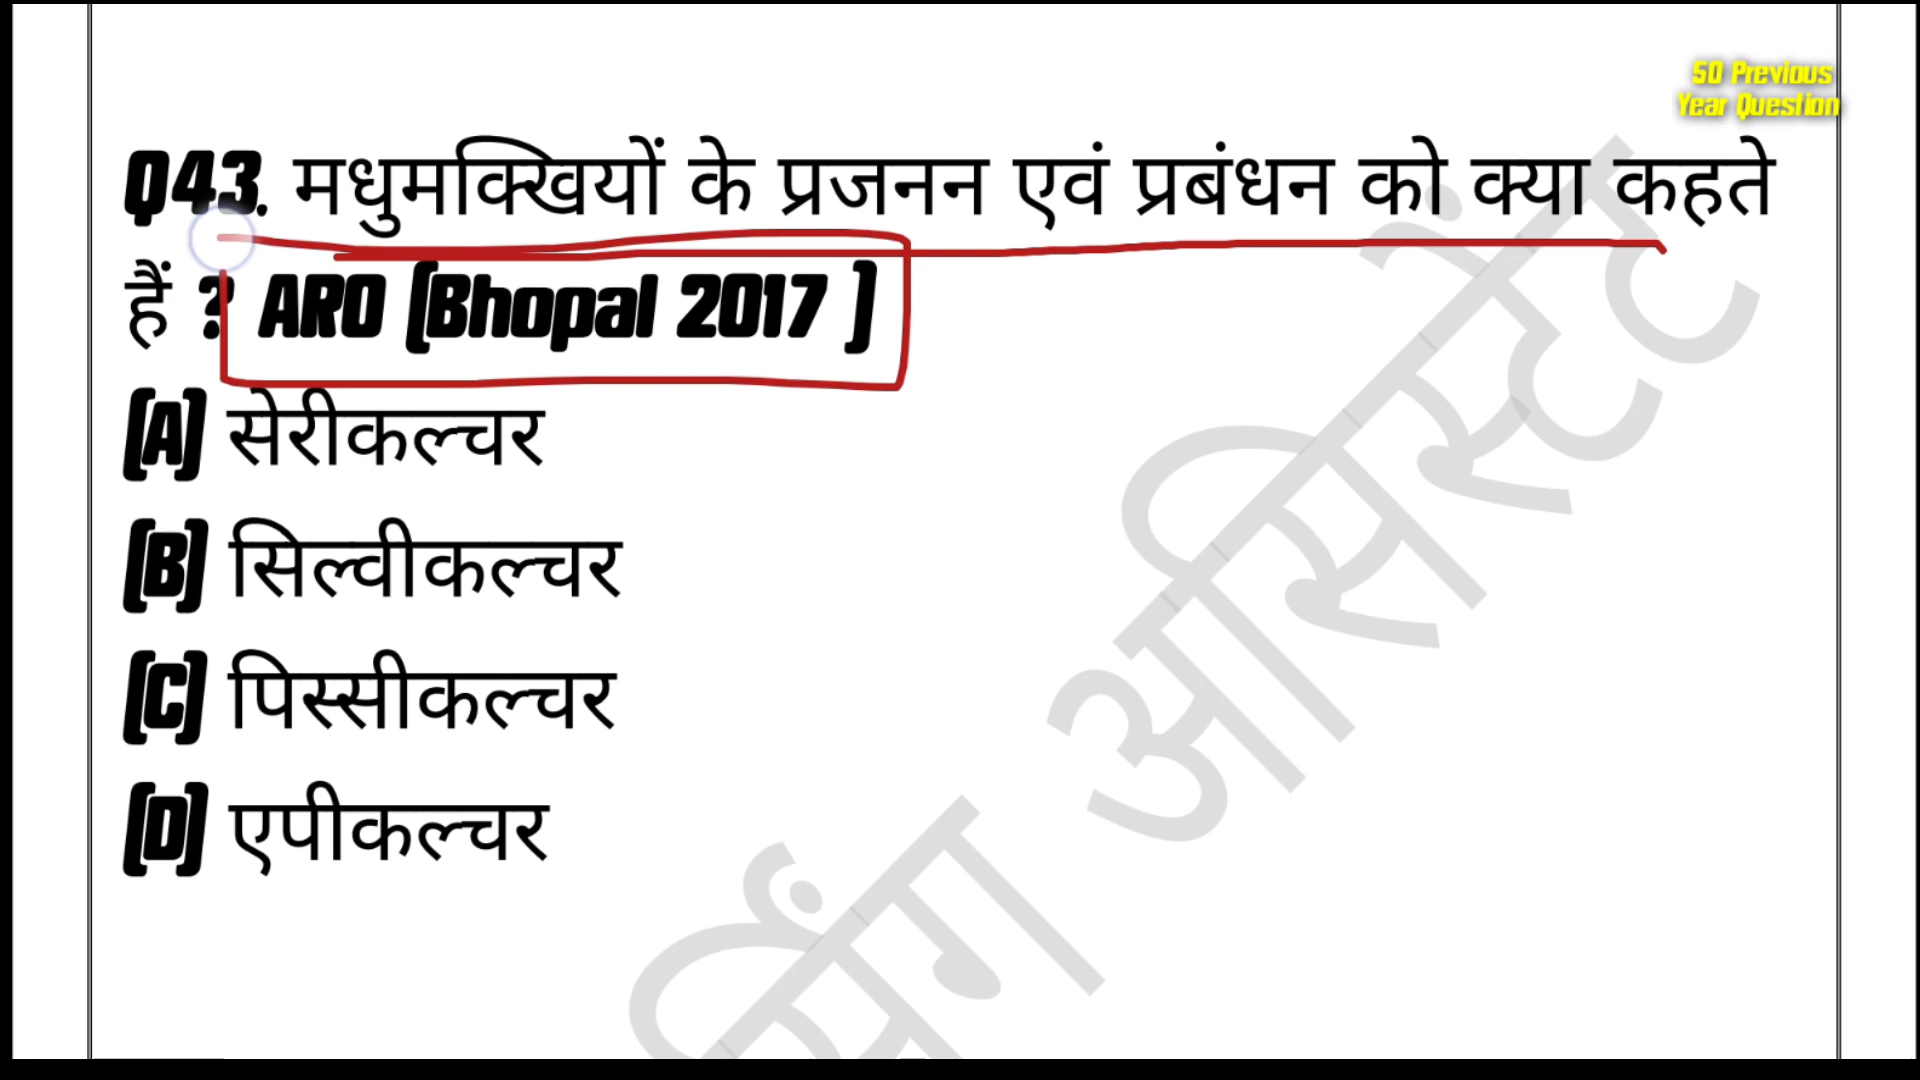 50 Previous
Year Question
Q43. मधुमक्खियों के प्रजनन एवं प्रबंधन को क्या कहते
हैं ? ARO (Bhopal 2017 )
(A) सेरीकल्चर
(B) सिल्वीकल्चर
(C) पिस्सीकल्चर
(D) एपीकल्चर
असिस्टेंट